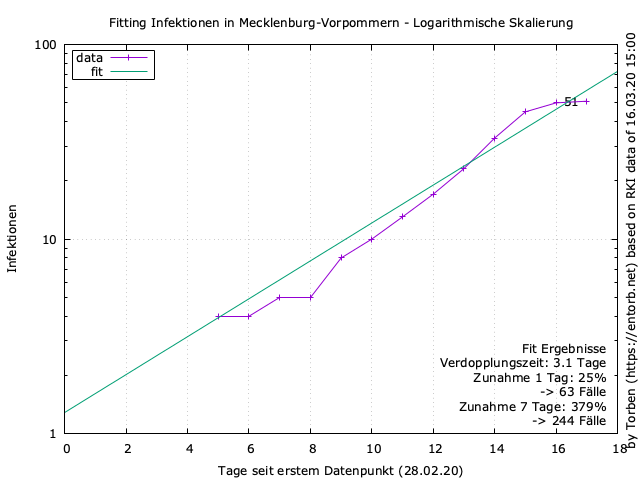 Fitting Infektionen in Mecklenburg-Vorpommern - Logarithmische Skalierung
100
data
fit
51
Infektionen
10
Fit Ergebnisse
Verdopplungszeit: 3.1 Tage
Zunahme 1 Tag: 25%
-> 63 Fälle
Zunahme 7 Tage: 379%
-> 244 Fälle
1
0 2 4 6 8 10 12 14 16 18
Tage seit erstem Datenpunkt (28.02.20)
by Torben (https://entorb.net) based on RKI data of 16.03.20 15:00